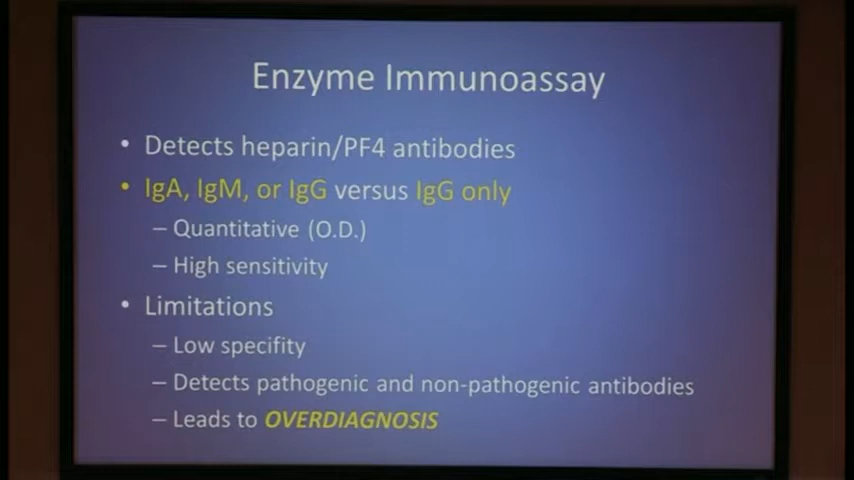 Enzyme Immunoassay
• Detects heparin/PF4 antibodies
• IgA, IgM, or IgG versus IgG only
– Quantitative (O.D.)
– High sensitivity
• Limitations
– Low specifity
– Detects pathogenic and non-pathogenic antibodies
– Leads to OVERDIAGNOSIS